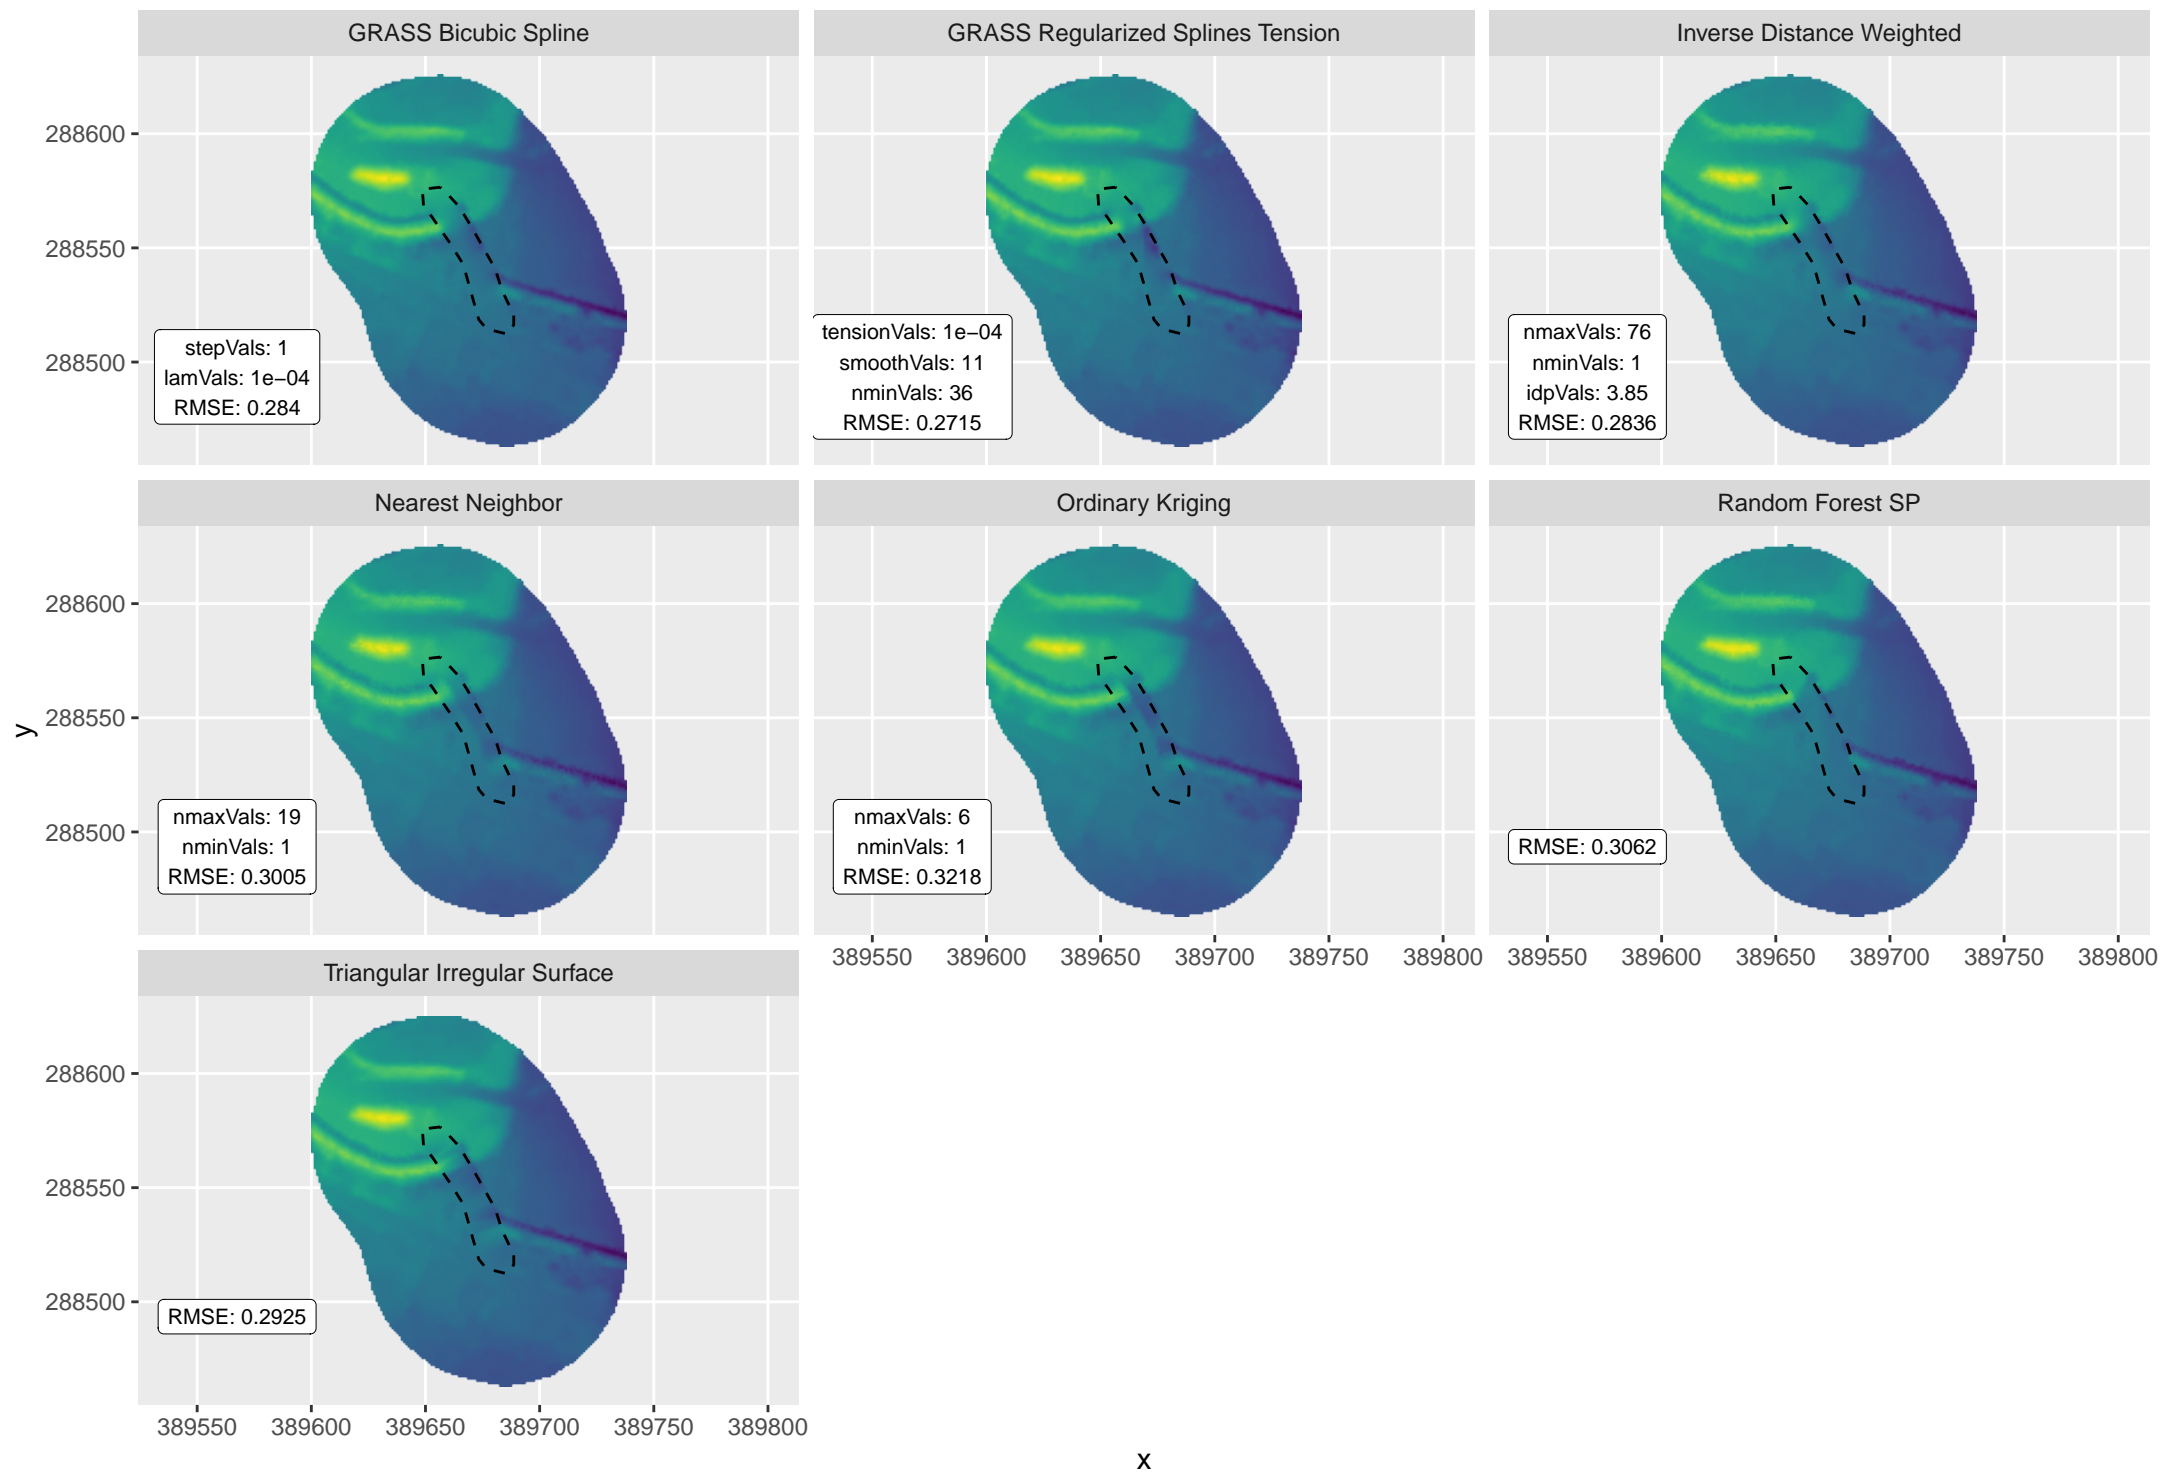 GRASS Bicubic Spline
GRASS Regularized Splines Tension
Inverse Distance Weighted
288600
288550
288500
stepVals: 1
lamVals: 1e−04
RMSE: 0.284
tensionVals: 1e−04
smoothVals: 11
nminVals: 36
RMSE: 0.2715
nmaxVals: 76
nminVals: 1
idpVals: 3.85
RMSE: 0.2836
Nearest Neighbor
Ordinary Kriging
Random Forest SP
288600
288550
288500
y
nmaxVals: 19
nminVals: 1
RMSE: 0.3005
nmaxVals: 6
nminVals: 1
RMSE: 0.3218
RMSE: 0.3062
389550 389600 389650 389700 389750 389800
389550 389600 389650 389700 389750 389800
Triangular Irregular Surface
288600
288550
288500
RMSE: 0.2925
389550 389600 389650 389700 389750 389800
x